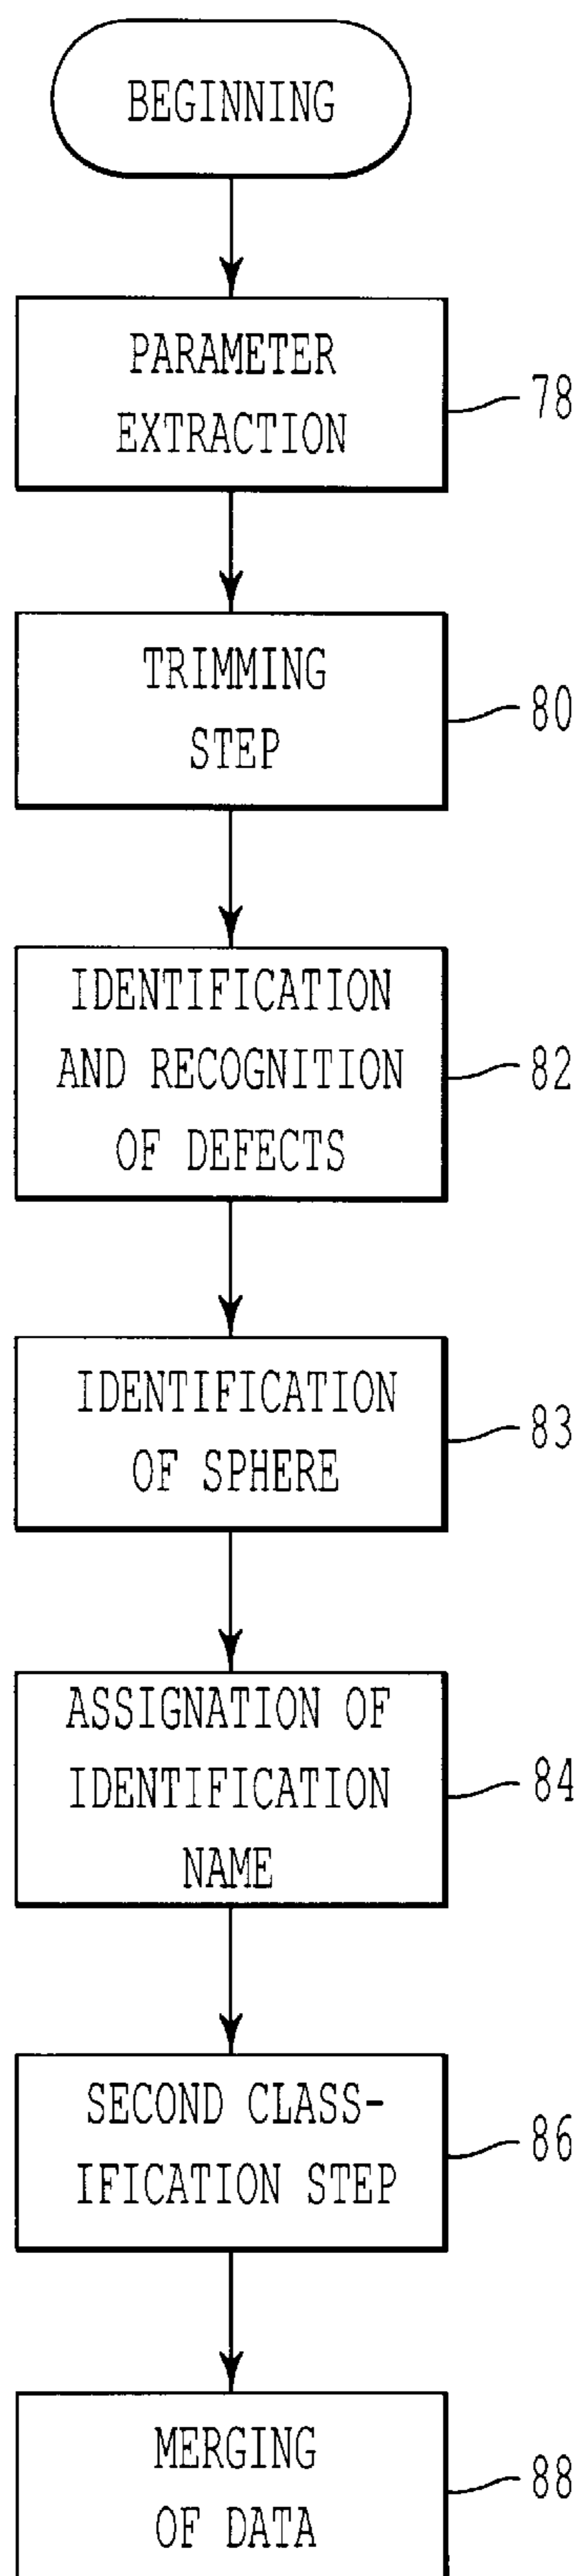 BEGINNING
PARAMETER
EXTRACTION
78
TRIMMING
STEP
80
IDENTIFICATION
AND RECOGNITION
OF DEFECTS
82
IDENTIFICATION
OF SPHERE
83
ASSIGNATION OF
IDENTIFICATION
NAME
84
SECOND CLASS-
IFICATION STEP
86
MERGING
OF DATA
88